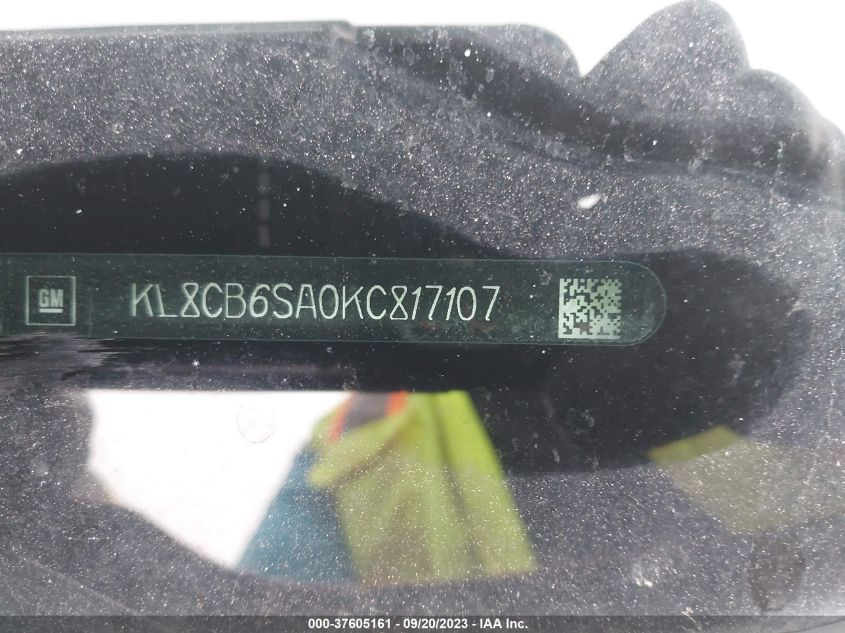 GM KL8CB6SA0KC817107
000-37605161 - 09/20/2023 - IAA Inc.